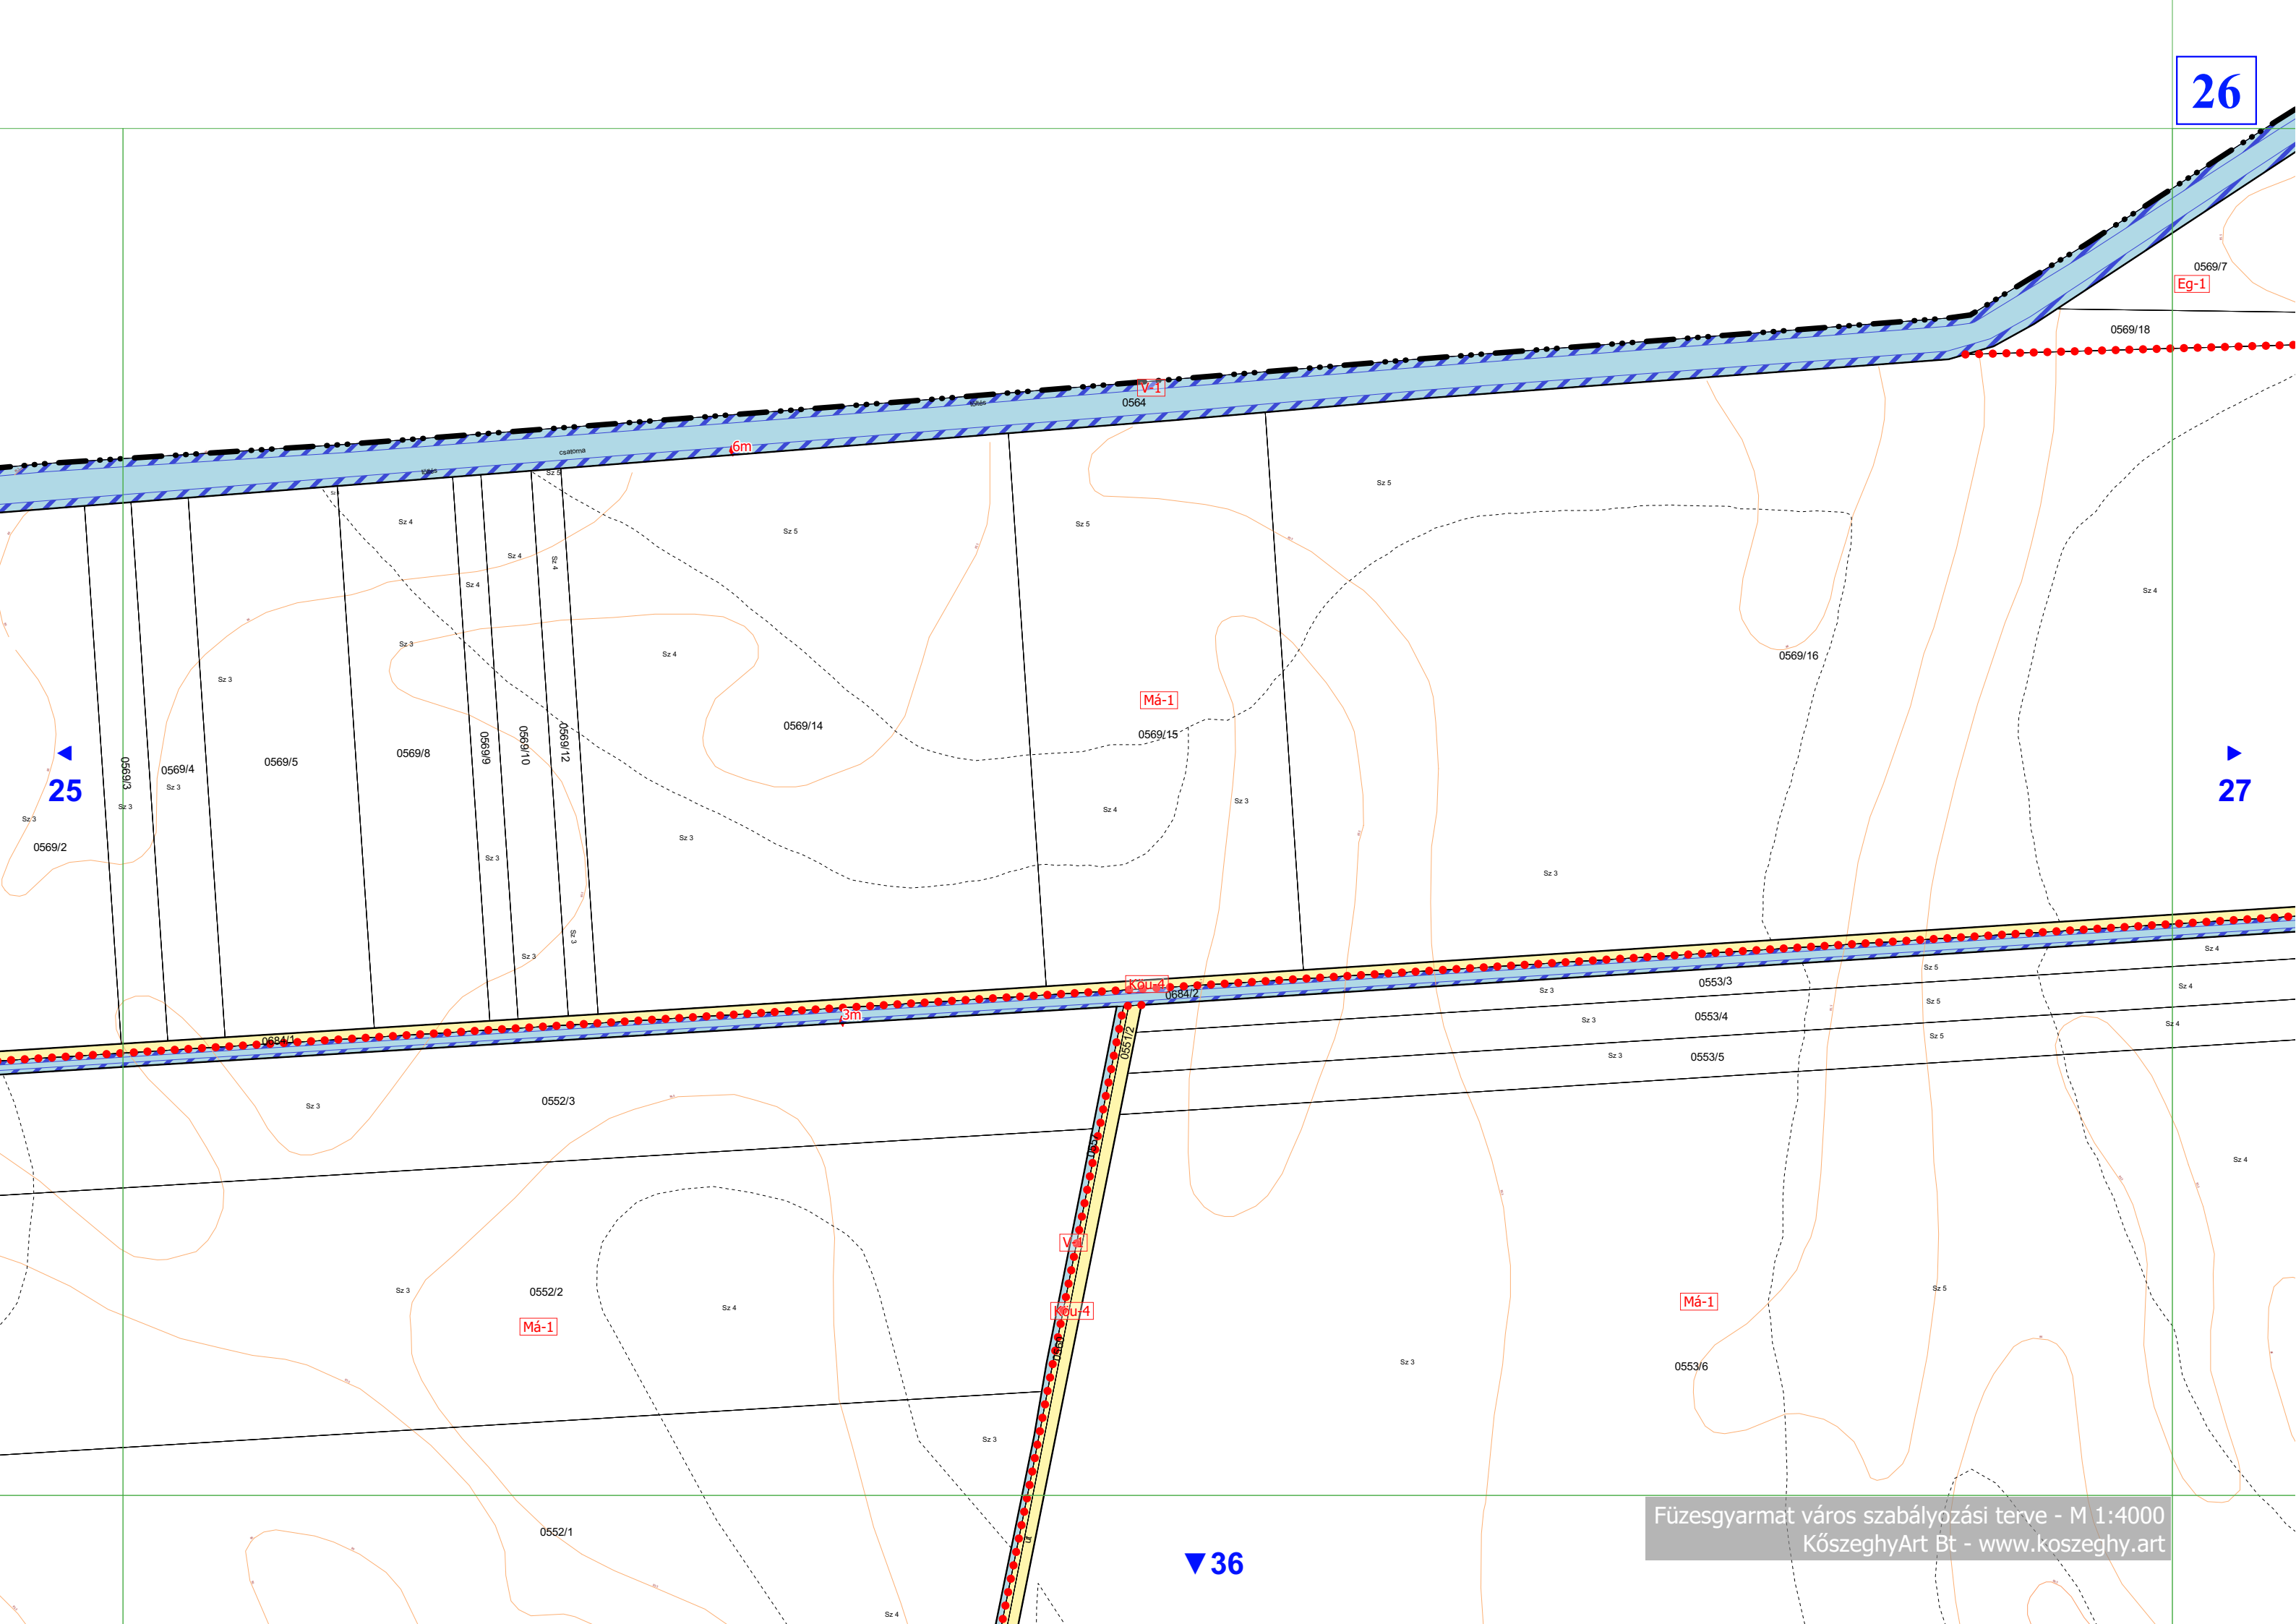 26
0569/7
Eg-1
0569/18
V-1
0564
6m
csatorna
Sz 5
Sz 5
Sz 4
Sz 5
Sz 5
Sz 4
Sz 4
Sz 4
Sz 4
Sz 3
Sz 4
0569/16
Sz 3
Má-1
0569/14
0569/15
0569/3
0569/4
0569/5
0569/8
0569/9
0569/10
0569/12
25
27
Sz 3
Sz 3
Sz 3
0569/2
Sz 4
Sz 3
Sz 3
Sz 3
Sz 3
Sz 3
Sz 3
Köu-4
0684/2
3m
0684/1
Sz 4
Sz 5
0553/3
Sz 3
Sz 4
Sz 5
0553/4
Sz 3
Sz 4
Sz 5
0553/5
Sz 3
0551/2
0552/3
Sz 3
Sz 4
V-1
Köu-4
Sz 3
0552/2
Má-1
Sz 4
Sz 5
Má-1
0553/6
Sz 3
Sz 3
0552/1
út
Sz 4
36
Füzesgyarmat város szabályozási terve - M 1:4000
KőszeghyArt Bt - www.koszeghy.art